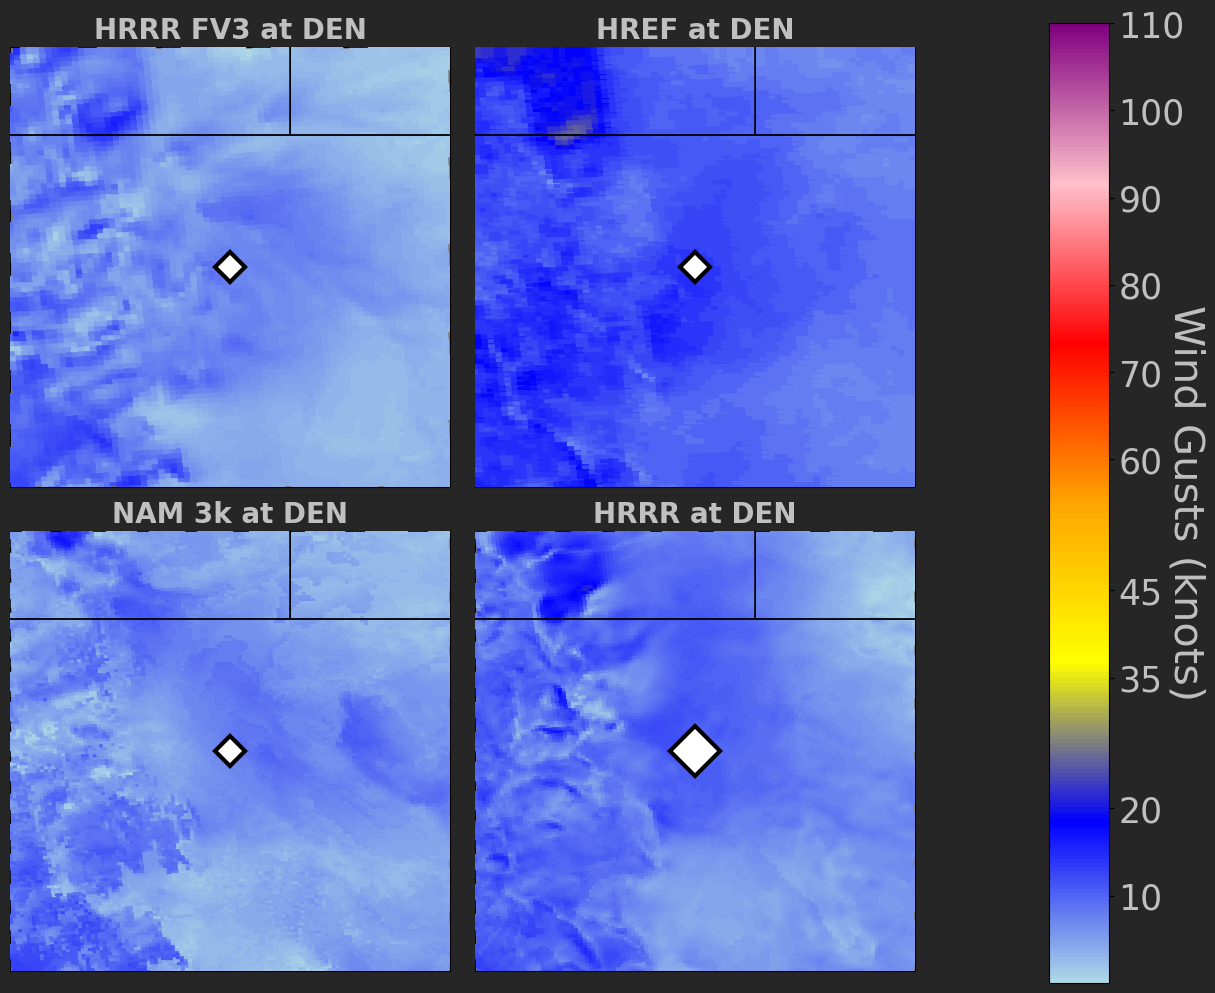 HRRR FV3 at DEN
HREF at DEN
NAM 3k at DEN
HRRR at DEN
110
100
90
80
70
60
45
35
20
10
Wind Gusts (knots)